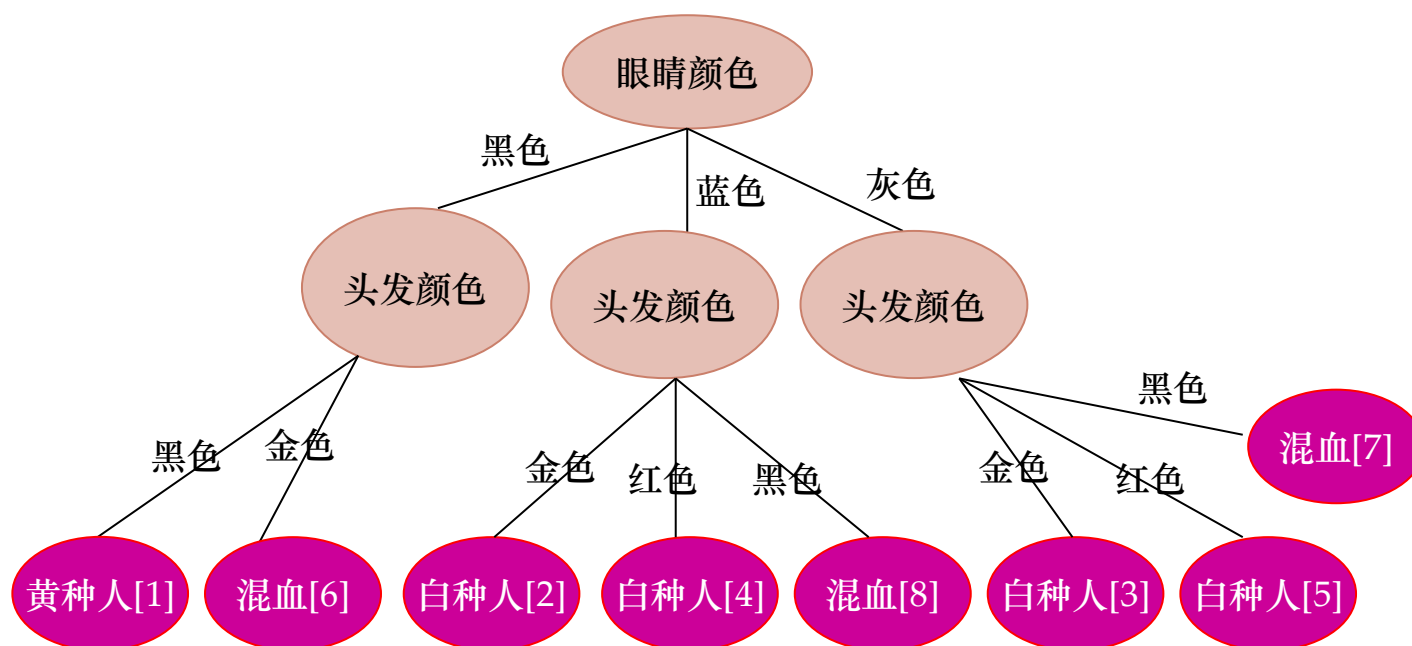 眼睛颜色
黑色
蓝色
灰色
头发颜色
头发颜色
头发颜色
黑色
金色
金色
红色
黑色
金色
红色
黑色
混血[7]
黄种人[1]
混血[6]
白种人[2]
白种人[4]
混血[8]
白种人[3]
白种人[5]